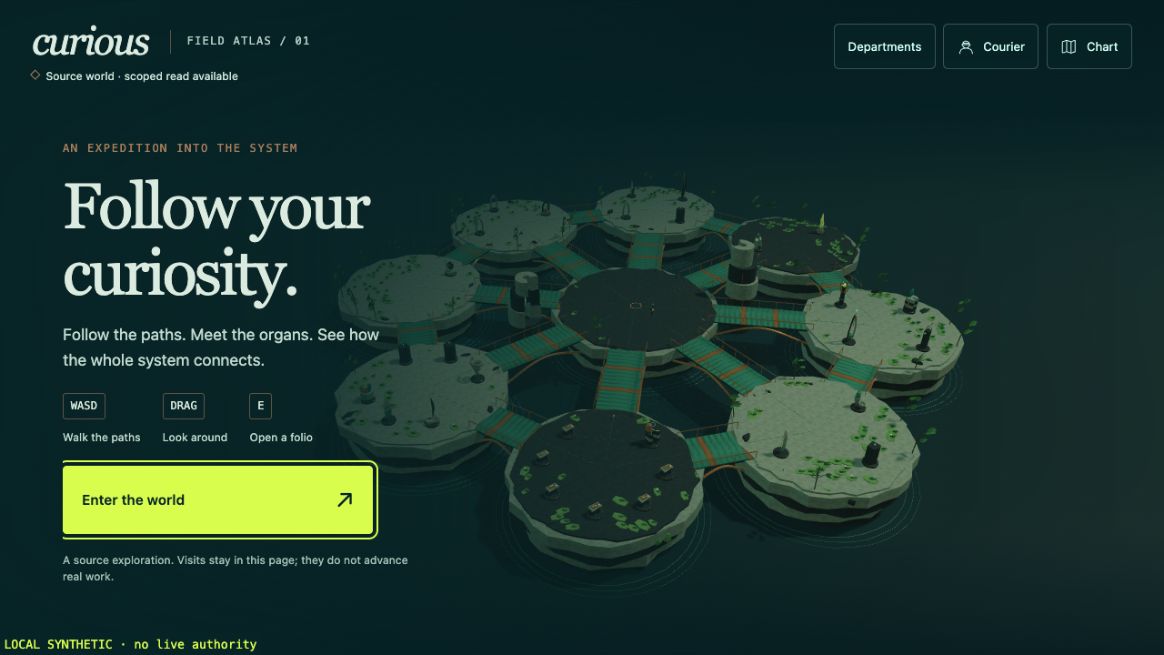 curious
FIELD ATLAS / 01
Departments
Courier
Chart
Source world · scoped read available
AN EXPEDITION INTO THE SYSTEM
Follow your
curiosity.
Follow the paths. Meet the organs. See how
the whole system connects.
WASD
DRAG
E
Walk the paths
Look around
Open a folio
Enter the world
A source exploration. Visits stay in this page; they do not advance
real work.
LOCAL SYNTHETIC · no live authority